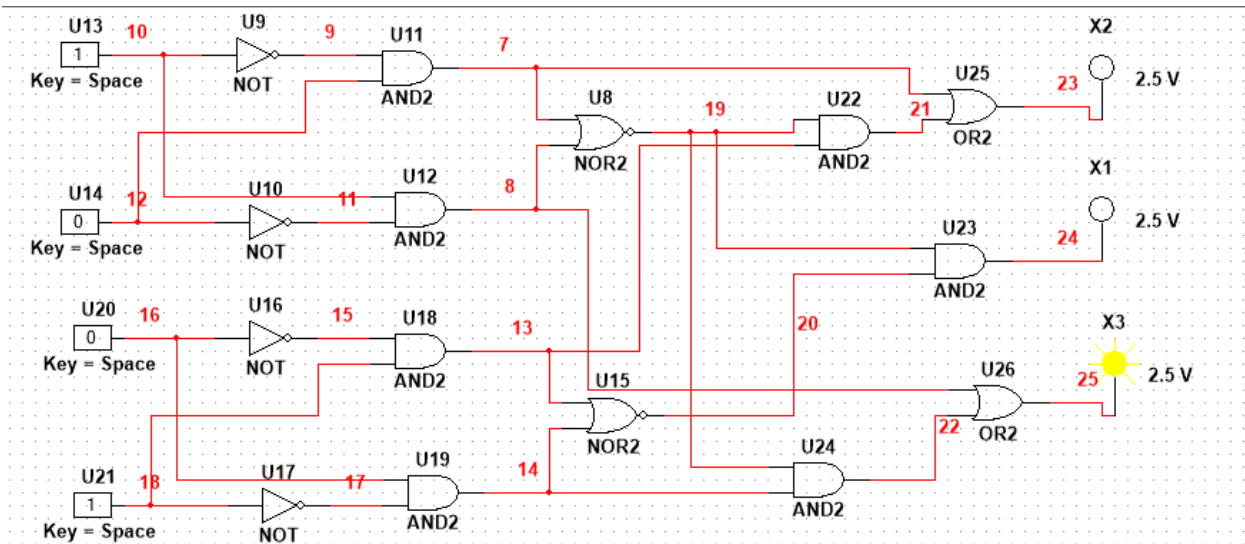 U13
10
U9
9
U11
7
X2
1
Key = Space
NOT
AND2
U8
19
U22
21
U25
23
2.5 V
NOR2
AND2
OR2
U14
12
U10
11
U12
8
X1
0
Key = Space
NOT
AND2
U23
24
2.5 V
AND2
U20
16
U16
15
U18
13
20
X3
0
Key = Space
NOT
AND2
U15
U26
25
2.5 V
NOR2
22
OR2
U21
18
U17
17
U19
14
U24
1
Key = Space
NOT
AND2
AND2